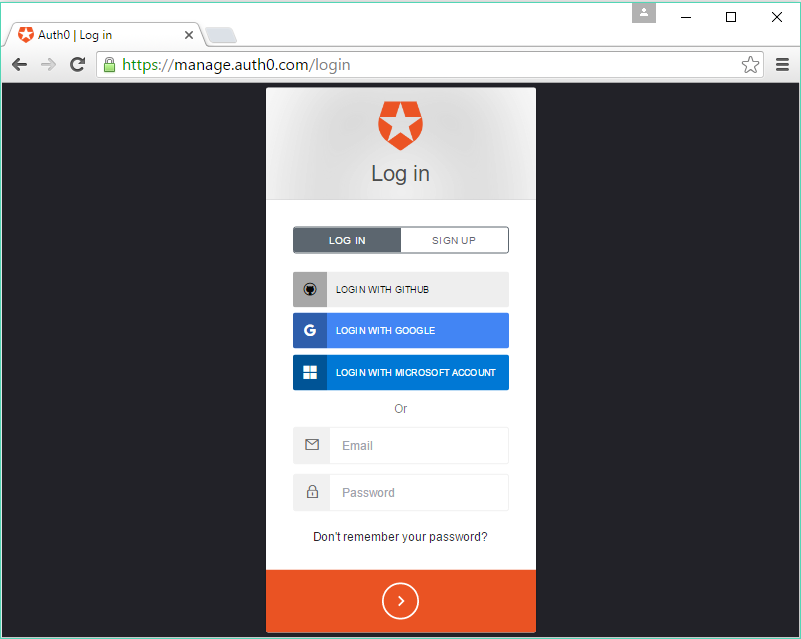 Auth0 | Log in
https://manage.auth0.com/login
Log in
LOG IN
SIGN UP
LOGIN WITH GITHUB
G
LOGIN WITH GOOGLE
LOGIN WITH MICROSOFT ACCOUNT
Or
Email
Password
Don't remember your password?